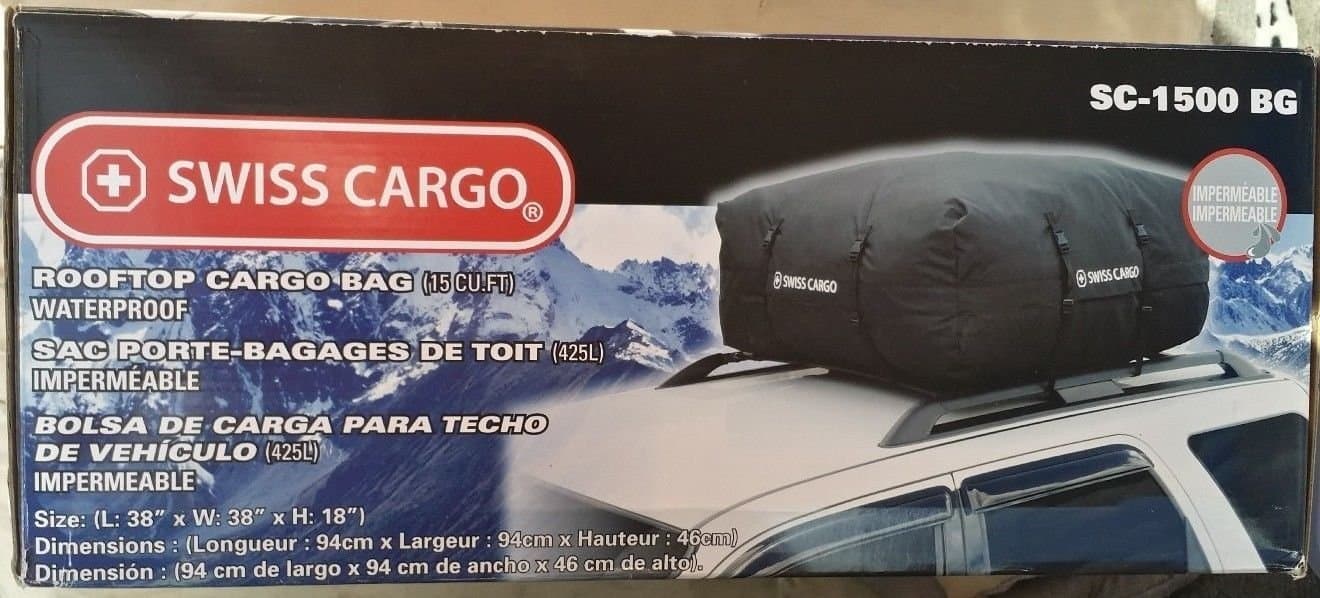 SC-1500 BG
SWISS CARGO®
IMPERMÉABLE
IMPERMEABLE
ROOFTOP CARGO BAG (15 CU.FT)
WATERPROOF
SWISS CARGO
SWISS CARGO
SAC PORTE-BAGAGES DE TOIT (425L)
IMPERMÉABLE
BOLSA DE CARGA PARA TECHO
DE VEHÍCULO (425L)
IMPERMEABLE
Size: (L: 38" x W: 38" x H: 18")
Dimensions : (Longueur : 94cm x Largeur : 94cm x Hauteur : 46cm)
Dimensión : (94 cm de largo x 94 cm de ancho x 46 cm de alto).